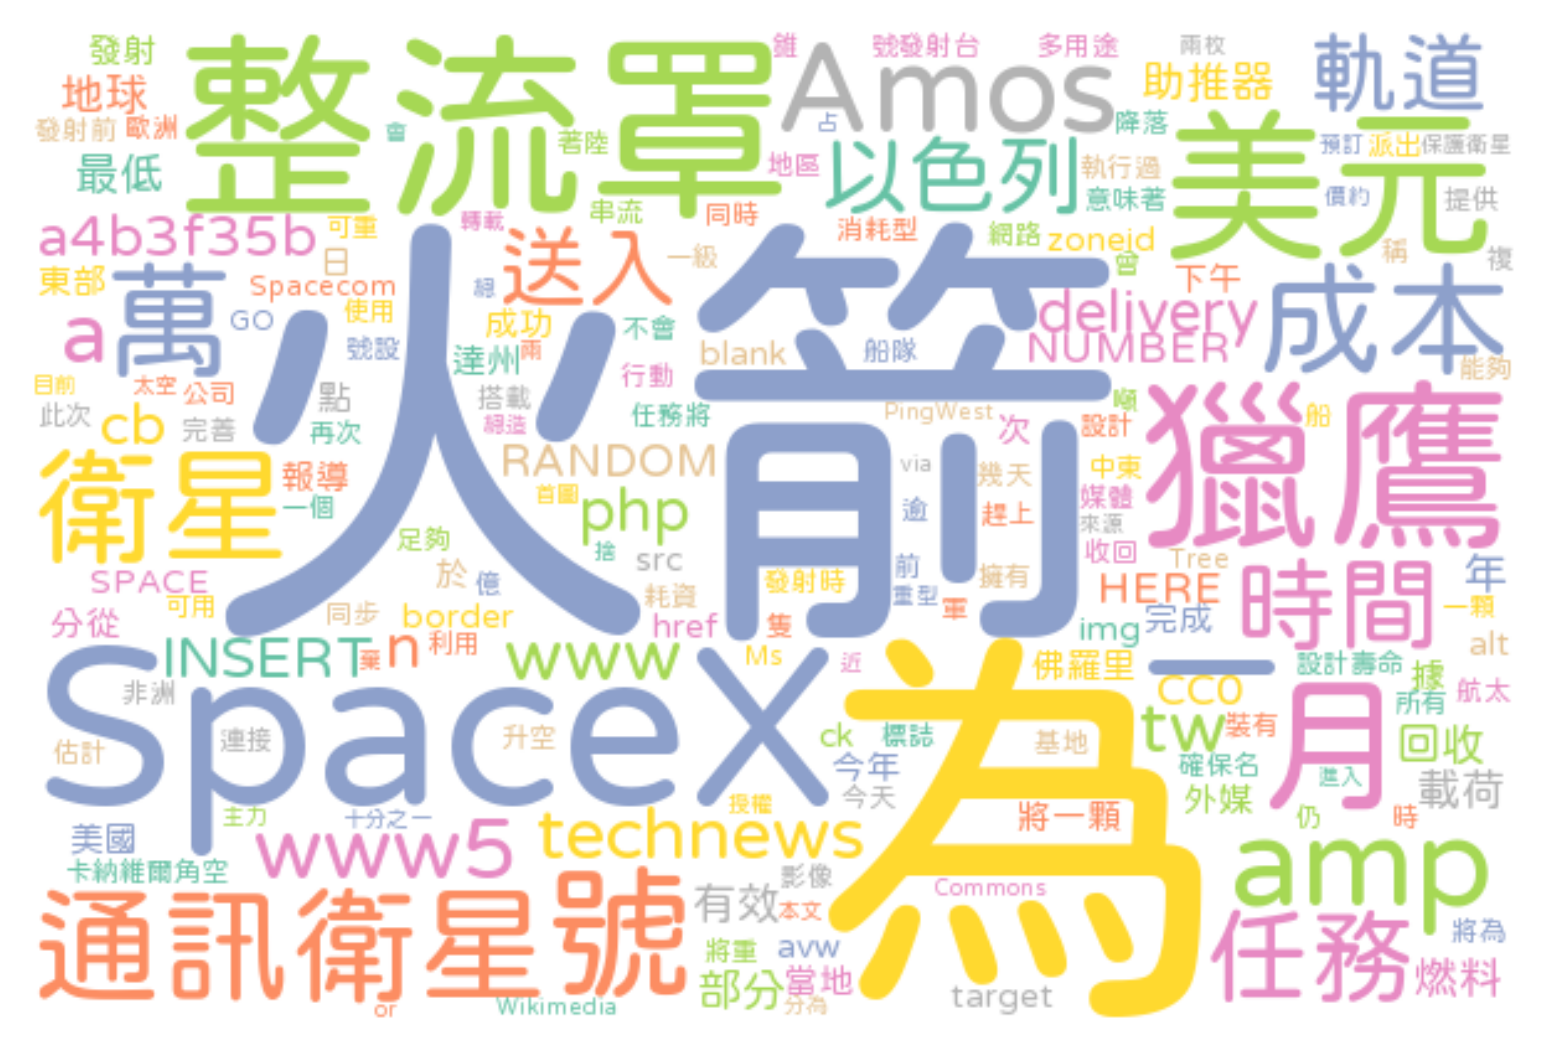 發射
整流罩
錐
號發射台
多用途
兩枚
軌道
地球
Amos
助推器
發射前
歐洲
會
著陸
占
降落
美元
預訂
派出
保護衛星
最低
地區
以色列
執行過
意味著
價約
提供
a4b3f35b
可重
轉載
串流
同時
消耗型
網路
zoneid
稱
複
東部
萬
日
Spacecom
送入
一級
曾
下午
成本
a
GO
使用
總
成功
不會
delivery
火箭
號設
達州
兩
blank
船隊
NUMBER
能夠
目前
太空
公司
點
搭載
行動
獵鷹
此次
cb
完善
再次
總造
任務將
PingWest
次
噸
設計
船
衛星
報導
RANDOM
via
幾天
中東
一個
首圖
php
逾
趕上
媒體
來源
足夠
捨
src
收回
Tree
SPACE
於
億
發射時
前
擁有
HERE
時間
年
可用
同步
border
耗資
重型
一顆
分從
href
隻
軍
img
完成
alt
INSERT
棄
n
利用
www
Ms
近
佛羅里
一
設計壽命
據
SpaceX
為
非洲
CC0
月
所有
航太
估計
連接
升空
ck
標誌
基地
tw
裝有
回收
今年
確保名
進入
今天
外媒
載荷
主力
十分之一
授權
將一顆
仍
時
美國
www5
technews
amp
卡納維爾角空
影像
Commons
通訊衛星
號
有效
本文
任務
將為
將重
avw
部分
當地
燃料
or
Wikimedia
分為
target